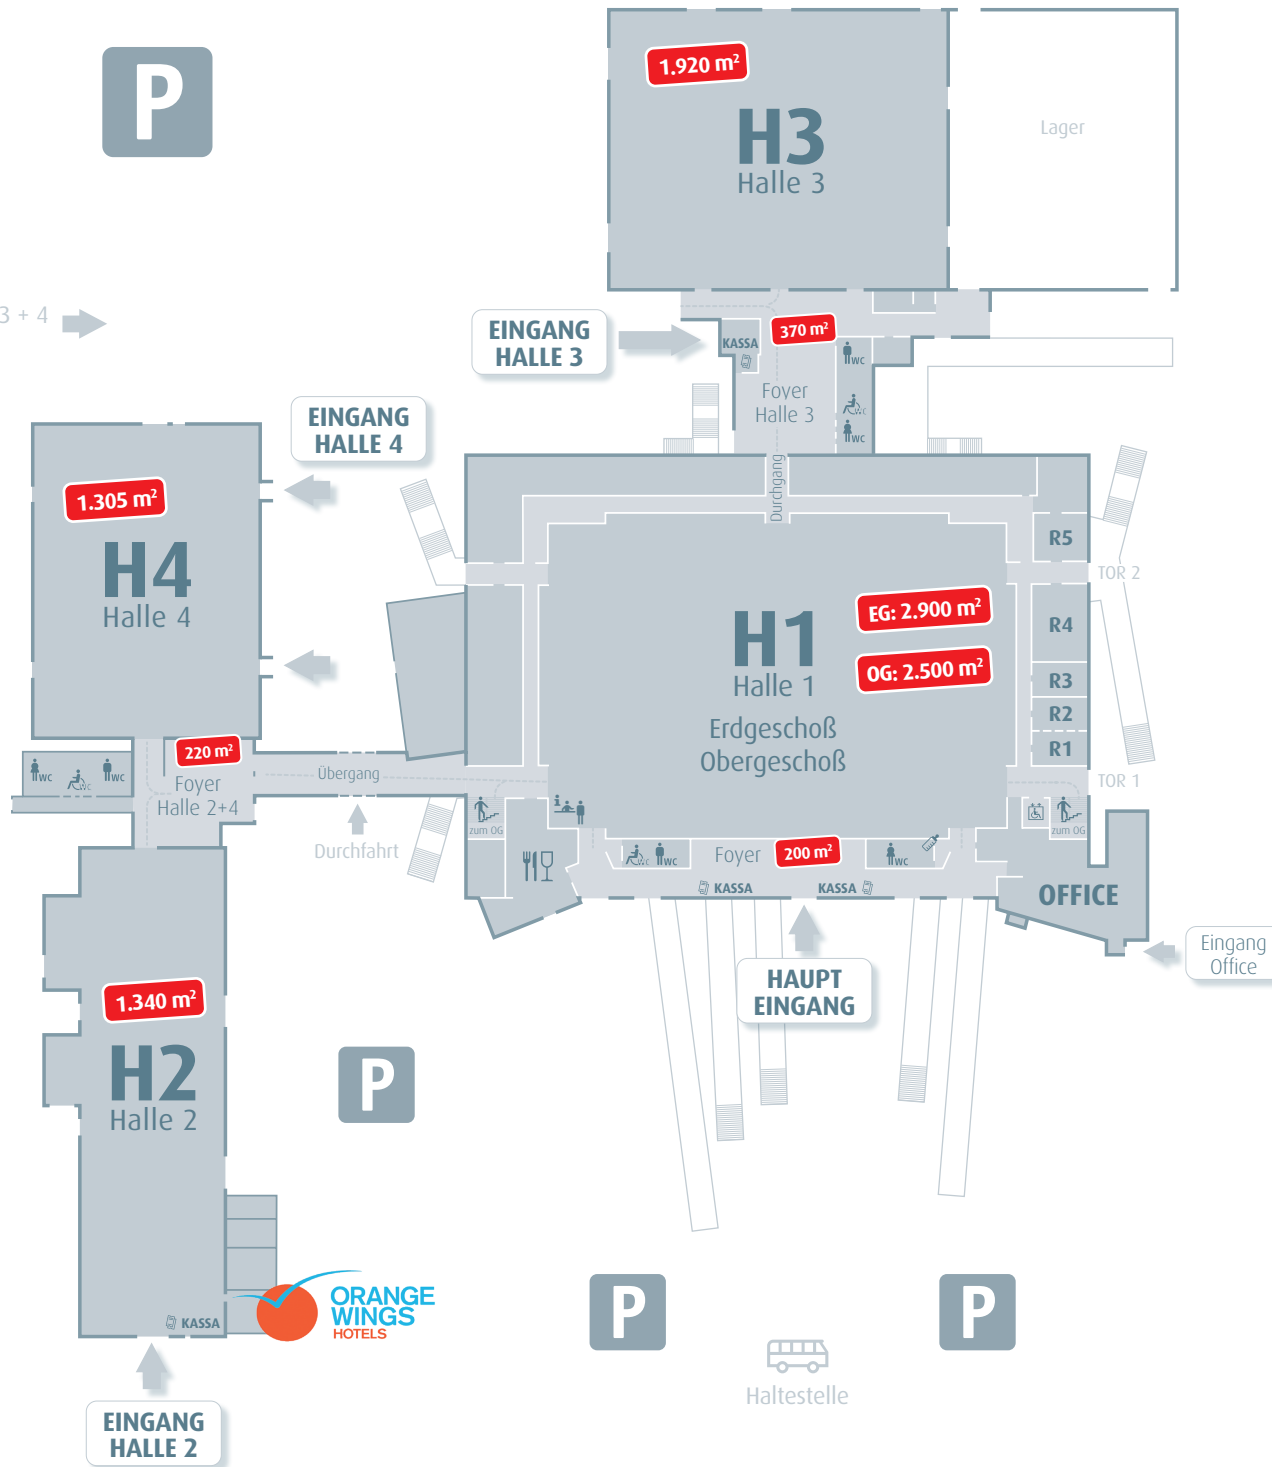 P
1.920 m²
H3
Halle 3
Lager
3 + 4
EINGANG
HALLE 3
KASSA
370 m²
WC
Foyer
Halle 3
WC
WC
EINGANG
HALLE 4
1.305 m²
H4
Halle 4
Durchgang
R5
TOR 2
EG: 2.900 m²
R4
H1
Halle 1
OG: 2.500 m²
R3
R2
Erdgeschoß
Obergeschoß
R1
220 m²
WC
WC
WC
Foyer
Halle 2+4
Übergang
TOR 1
zum OG
zum OG
Durchfahrt
WC
WC
Foyer
200 m²
WC
KASSA
KASSA
OFFICE
Eingang
Office
HAUPT
EINGANG
1.340 m²
H2
Halle 2
P
KASSA
ORANGE
WINGS
HOTELS
P
P
Haltestelle
EINGANG
HALLE 2